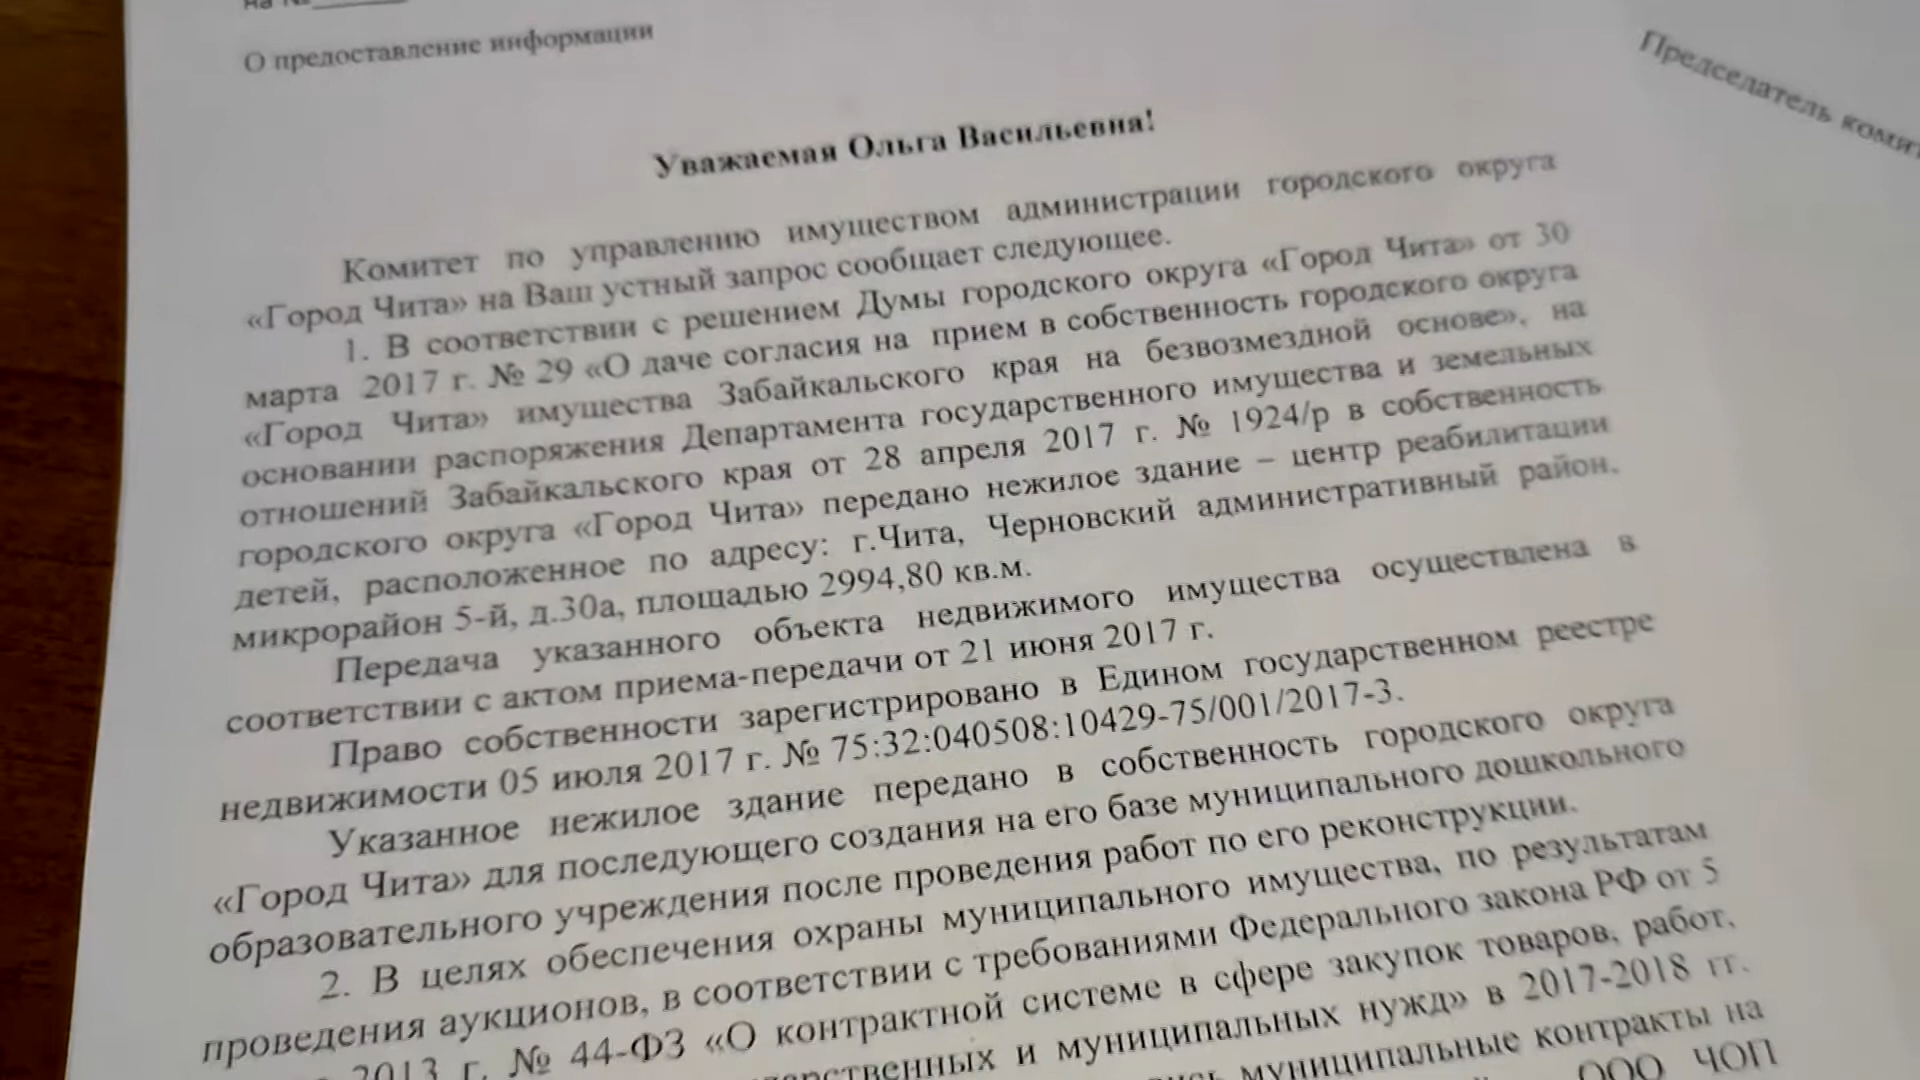 на №
О предоставление информации
Председатель
Уважаемая Ольга Васильевна!
Комитет по управлению имуществом администрации городского округа
«Город Чита» на Ваш устный запрос сообщает следующее.
1. В соответствии с решением Думы городского округа «Город Чита» от 30
марта 2017 г. № 29 «О даче согласия на прием в собственность городского округа
«Город Чита» имущества Забайкальского края на безвозмездной основе», на
основании распоряжения Департамента государственного имущества и земельных
отношений Забайкальского края от 28 апреля 2017 г. № 1924/р в собственность
городского округа «Город Чита» передано нежилое здание – центр реабилитации
детей, расположенное по адресу: г.Чита, Черновский административный район,
микрорайон 5-й, д.30а, площадью 2994,80 кв.м.
Передача указанного объекта недвижимого имущества осуществлена в
соответствии с актом приема-передачи от 21 июня 2017 г.
Право собственности зарегистрировано в Едином государственном реестре
недвижимости 05 июля 2017 г. № 75:32:040508:10429-75/001/2017-3.
Указанное нежилое здание передано в собственность городского округа
«Город Чита» для последующего создания на его базе муниципального дошкольного
образовательного учреждения после проведения работ по его реконструкции.
2. В целях обеспечения охраны муниципального имущества, по результатам
проведения аукционов, в соответствии с требованиями Федерального закона РФ от 5
2013 г. № 44-ФЗ «О контрактной системе в сфере закупок товаров, работ,
и муниципальных нужд» в 2017-2018 гг.
муниципальные контракты на
ООО ЧОП